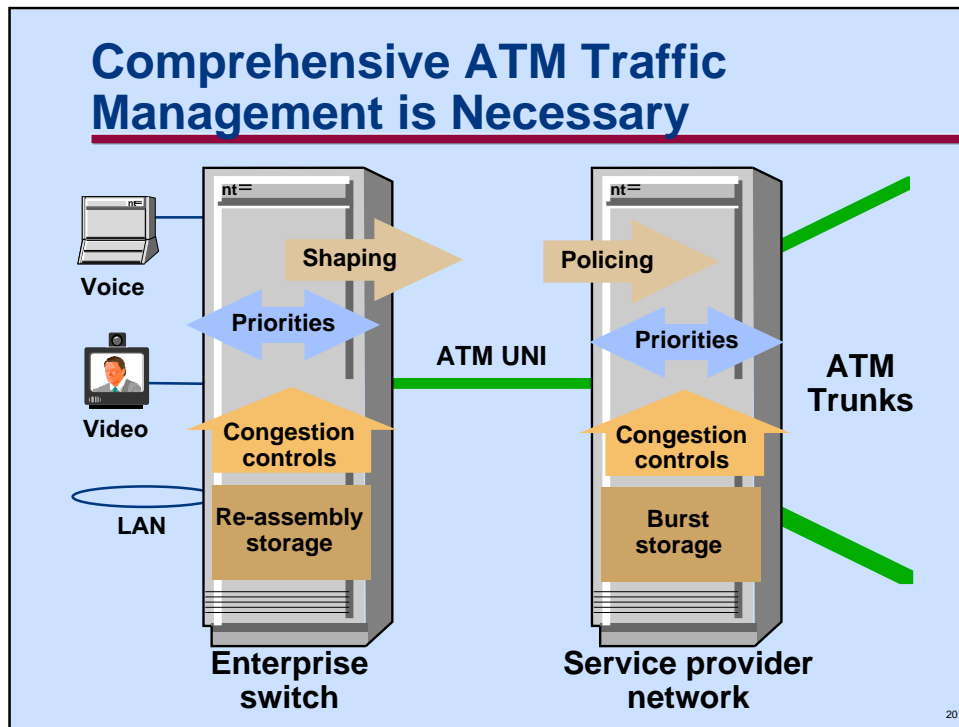 Comprehensive ATM Traffic
Management is Necessary
nt=
nt=
nt=
Shaping
Policing
Voice
Priorities
Priorities
ATM UNI
ATM
Trunks
Video
Congestion
controls
Congestion
controls
LAN
Re-assembly
storage
Burst
storage
Enterprise
switch
Service provider
network
20